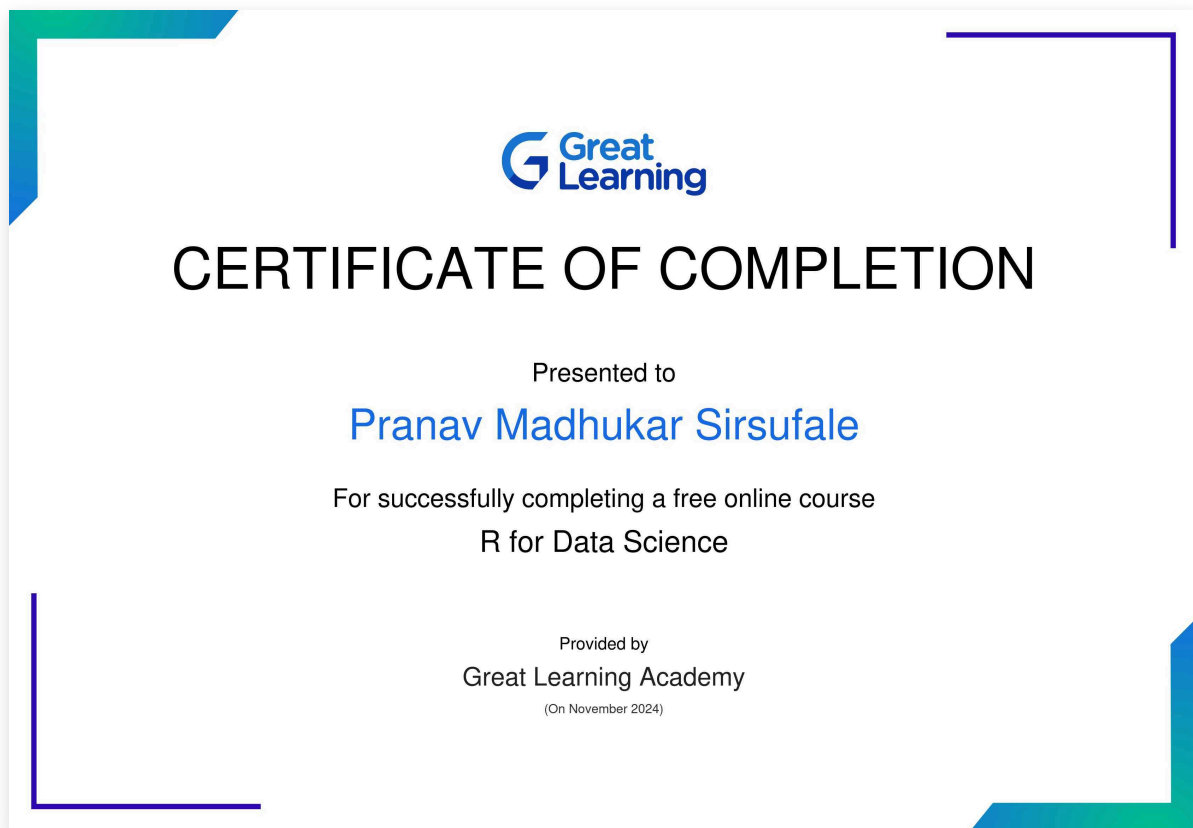 Great
Learning
CERTIFICATE OF COMPLETION
Presented to
Pranav Madhukar Sirsufale
For successfully completing a free online course
R for Data Science
Provided by
Great Learning Academy
(On November 2024)